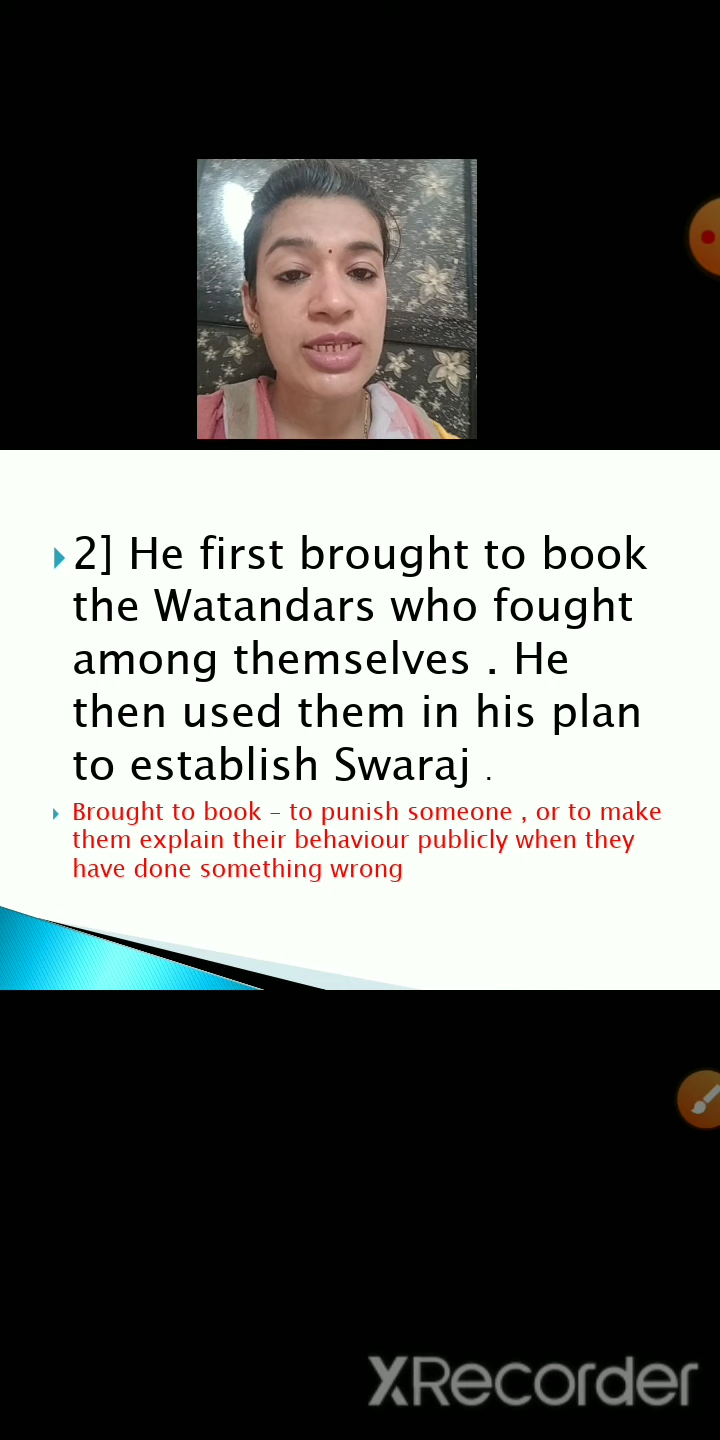 2] He first brought to book
the Watandars who fought
among themselves . He
then used them in his plan
to establish Swaraj .
Brought to book – to punish someone , or to make
them explain their behaviour publicly when they
have done something wrong
XRecorder